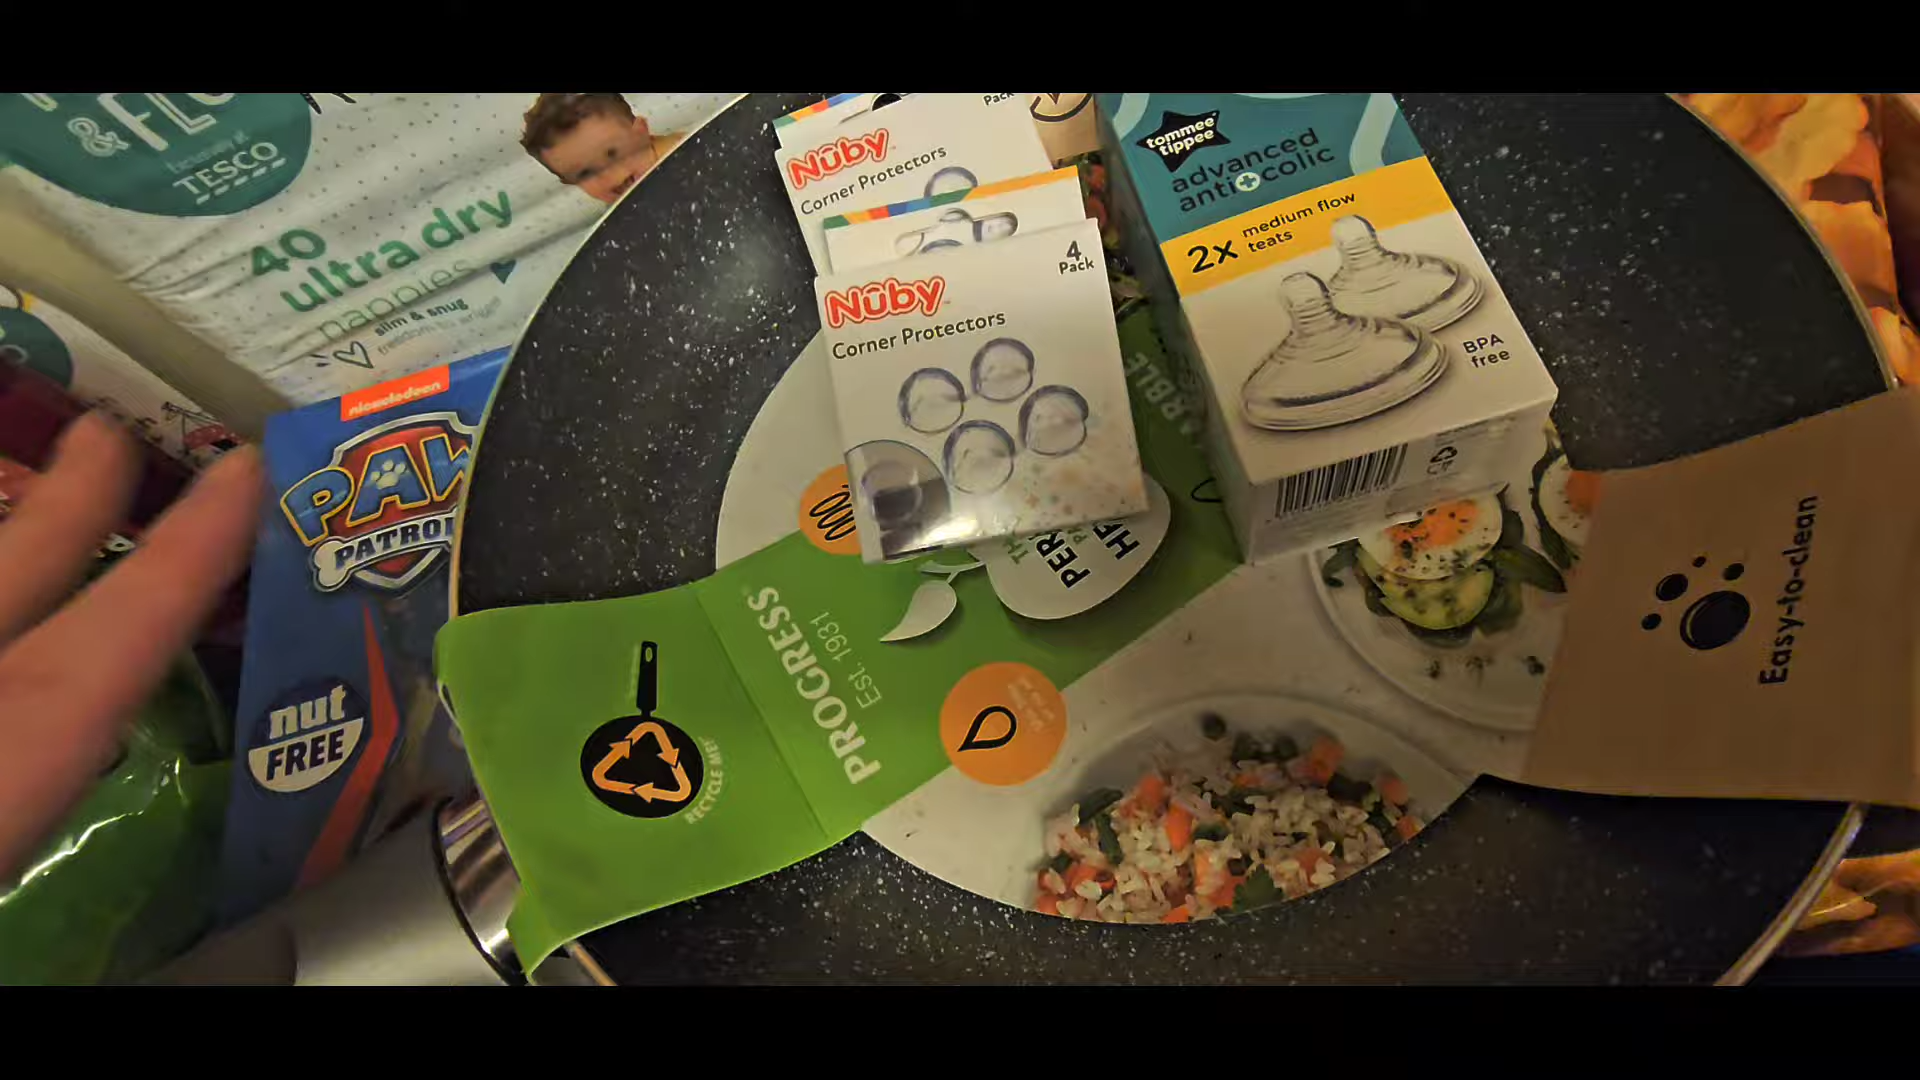 & FLO
Exclusively at
TESCO
40
ultra dry
nappies
slim & snug
nickelodeon
PAW
PATROL
nut
FREE
Pack
Nûby
Corner Protectors
4
Pack
Nûby
Corner Protectors
tommee
tippee
advanced
anti+colic
2x medium flow
teats
BPA
free
PROGRESS
Est. 1931
RECYCLE ME!
Easy-to-clean